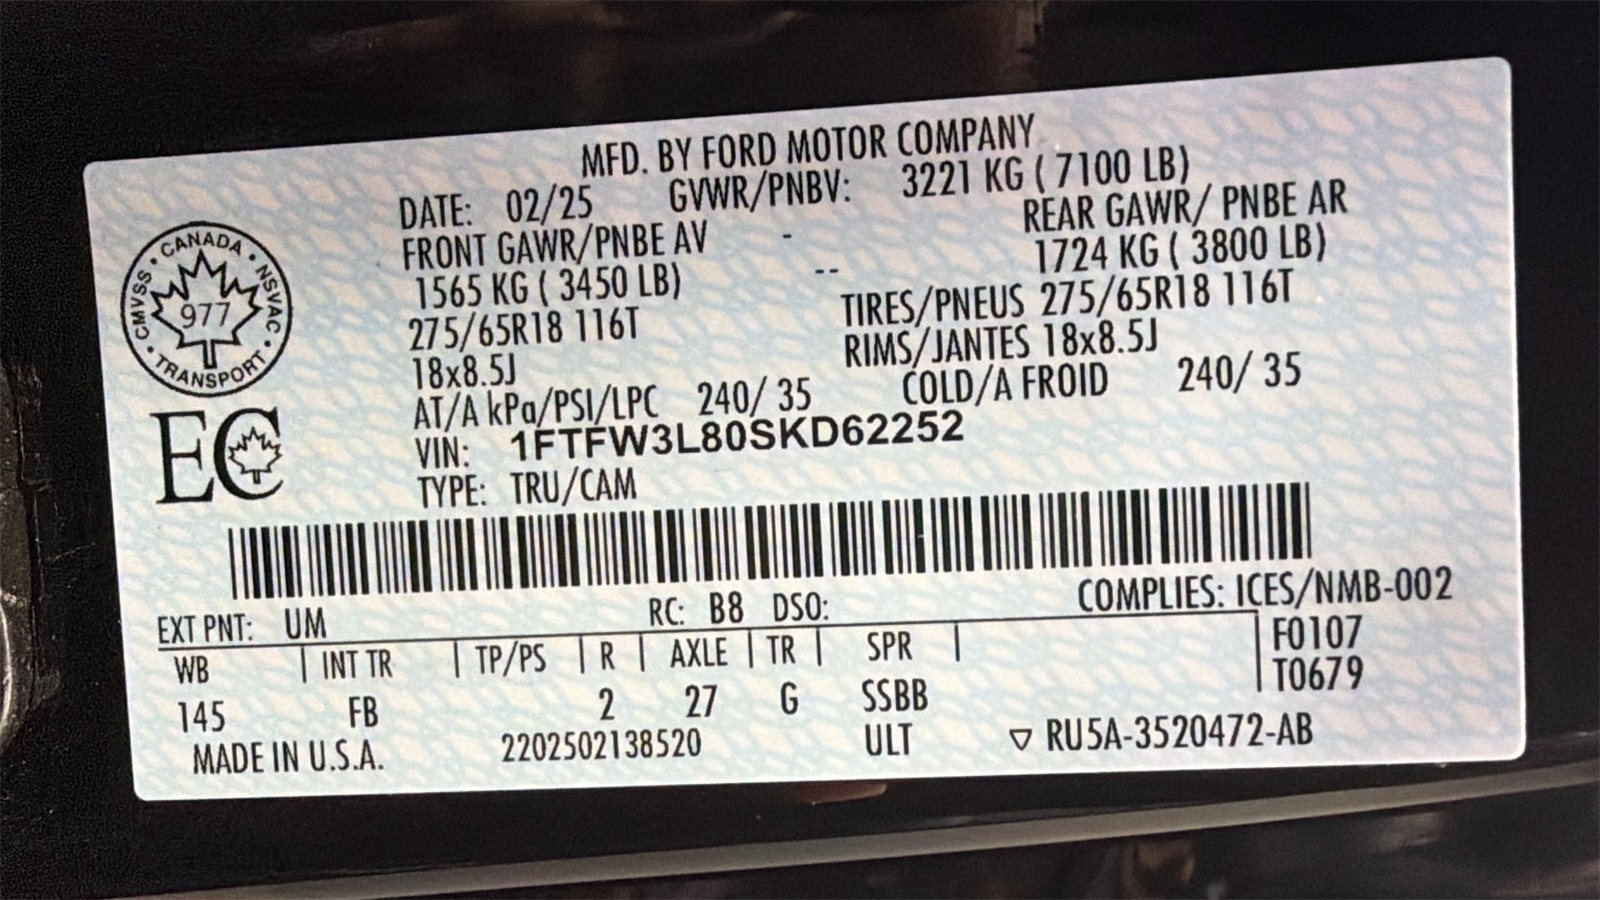 MFD. BY FORD MOTOR COMPANY
DATE: 02/25 GVWR/PNBV: 3221 KG ( 7100 LB)
FRONT GAWR/PNBE AV - REAR GAWR/ PNBE AR
1565 KG ( 3450 LB) -- 1724 KG ( 3800 LB)
275/65R18 116T TIRES/PNEUS 275/65R18 116T
18x8.5J RIMS/JANTES 18x8.5J
AT/A kPa/PSI/LPC 240/ 35 COLD/A FROID 240/ 35
VIN: 1FTFW3L80SKD62252
TYPE: TRU/CAM
CANADA • NSVAC • TRANSPORT • CMVSS •
977
EC
EXT PNT: UM RC: B8 DSO: COMPLIES: ICES/NMB-002
WB | INT TR | TP/PS | R | AXLE | TR | SPR | F0107
T0679
145 FB 2 27 G SSBB
MADE IN U.S.A. 2202502138520 ULT ▽ RU5A-3520472-AB